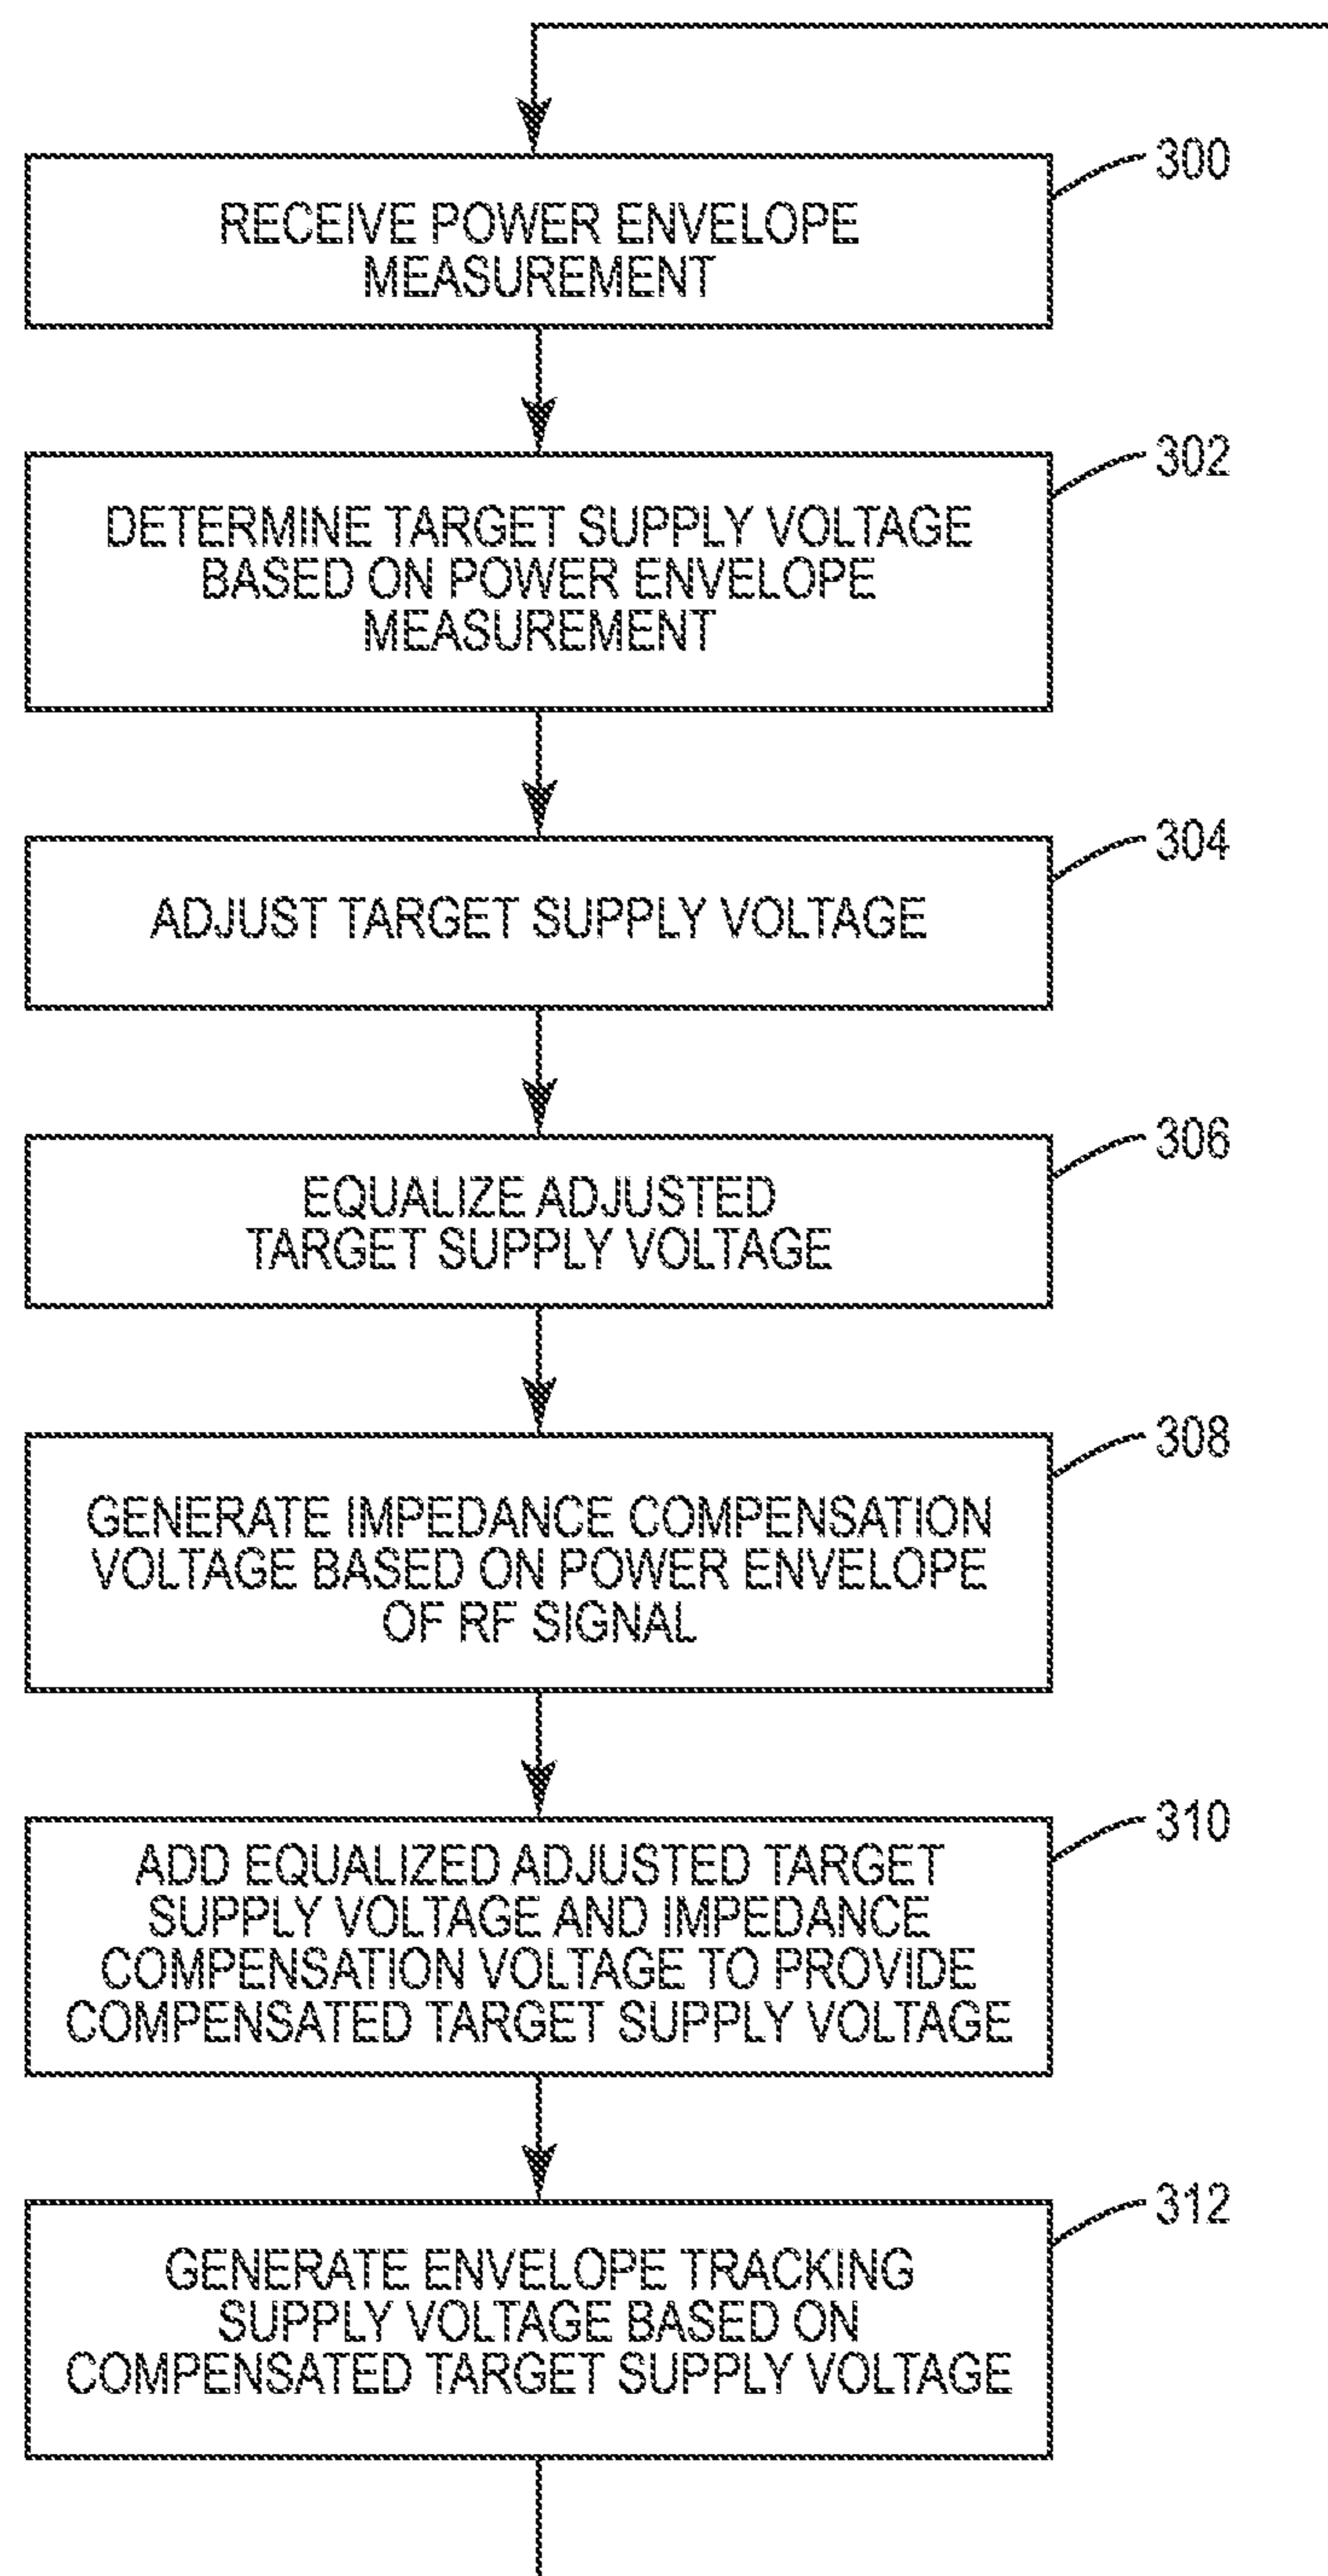 300
RECEIVE POWER ENVELOPE
MEASUREMENT
302
DETERMINE TARGET SUPPLY VOLTAGE
BASED ON POWER ENVELOPE
MEASUREMENT
304
ADJUST TARGET SUPPLY VOLTAGE
306
EQUALIZE ADJUSTED
TARGET SUPPLY VOLTAGE
308
GENERATE IMPEDANCE COMPENSATION
VOLTAGE BASED ON POWER ENVELOPE
OF RF SIGNAL
310
ADD EQUALIZED ADJUSTED TARGET
SUPPLY VOLTAGE AND IMPEDANCE
COMPENSATION VOLTAGE TO PROVIDE
COMPENSATED TARGET SUPPLY VOLTAGE
312
GENERATE ENVELOPE TRACKING
SUPPLY VOLTAGE BASED ON
COMPENSATED TARGET SUPPLY VOLTAGE